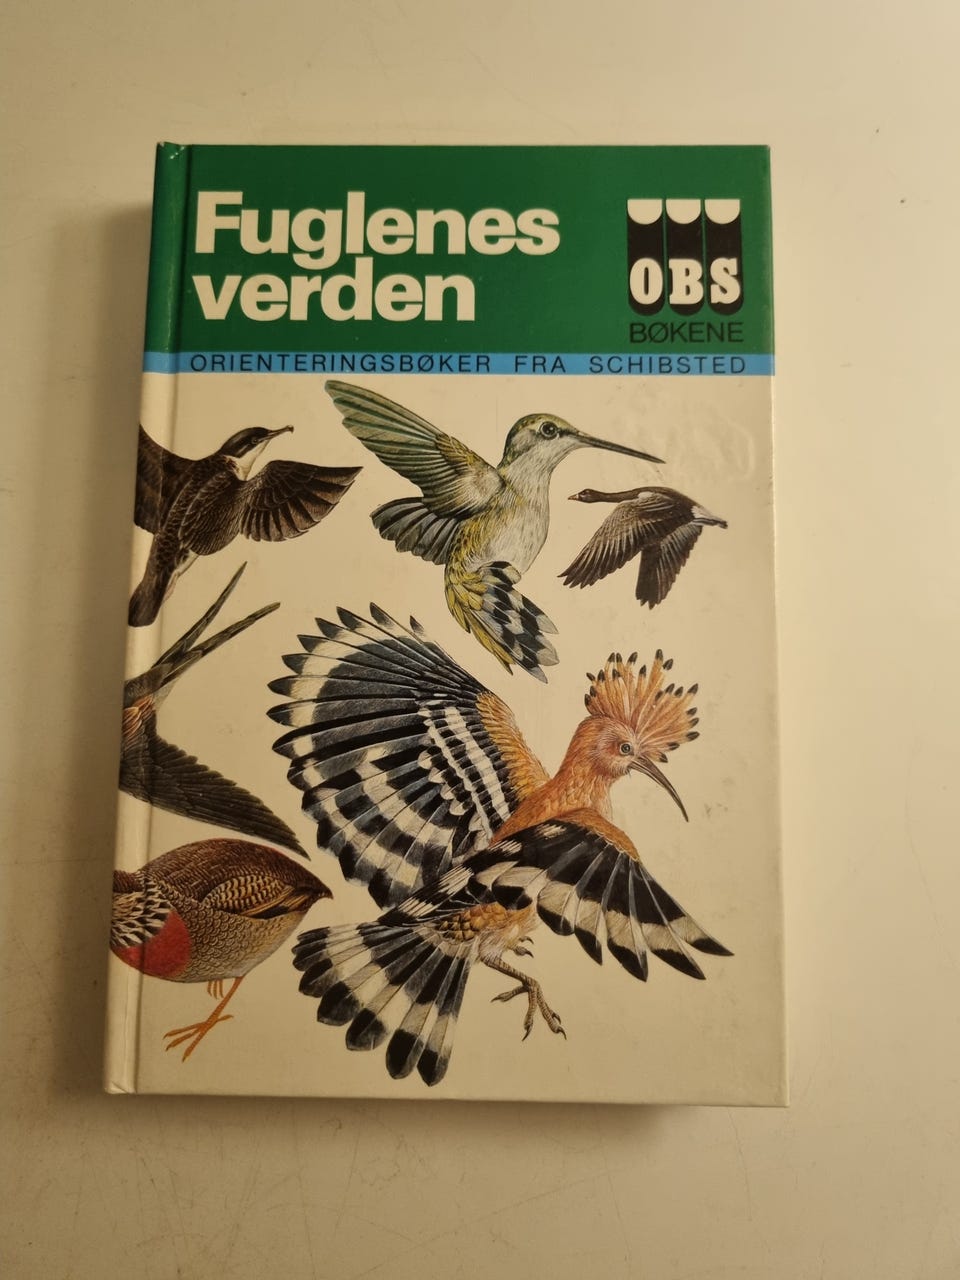 Fuglenes
verden
OBS
BØKENE
ORIENTERINGSBØKER FRA SCHIBSTED